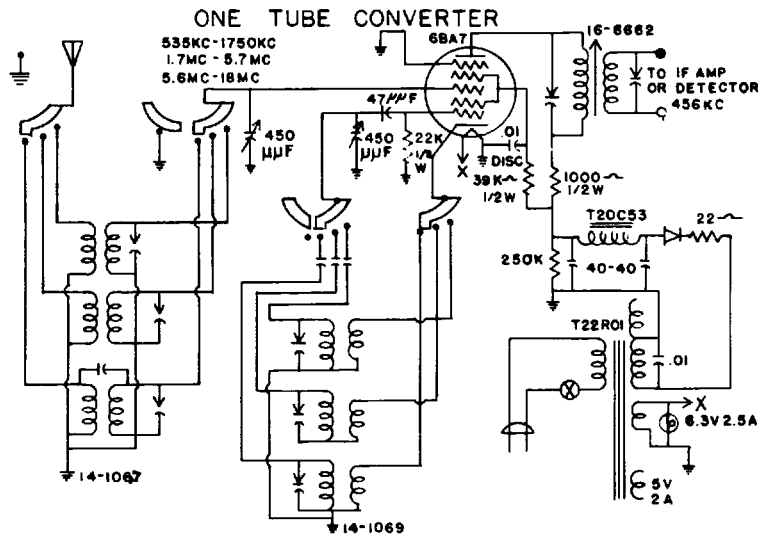 ONE TUBE CONVERTER
535KC-1750KC
1.7MC - 5.7MC
5.6MC-18MC
6BA7
16-6662
TO IF AMP
OR DETECTOR
456KC
47µµF
450
µµF
450
µµF
22K
1/2
W
X
.01
DISC
39K
1/2W
1000
1/2W
T20C53
22
250K
40-40
T22R01
.01
X
6.3V 2.5A
5V
2A
14-1067
14-1069